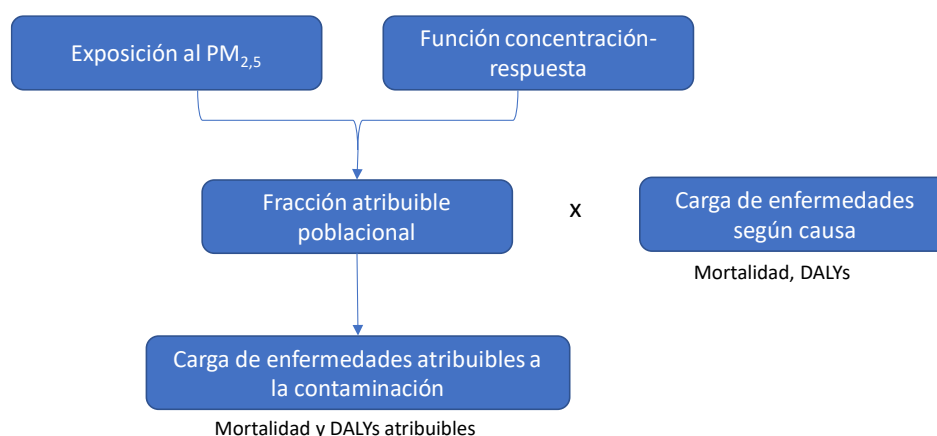 Exposición al PM2,5
Función concentración-
respuesta
Fracción atribuible
poblacional
x
Carga de enfermedades
según causa
Mortalidad, DALYs
Carga de enfermedades atribuibles a
la contaminación
Mortalidad y DALYs atribuibles